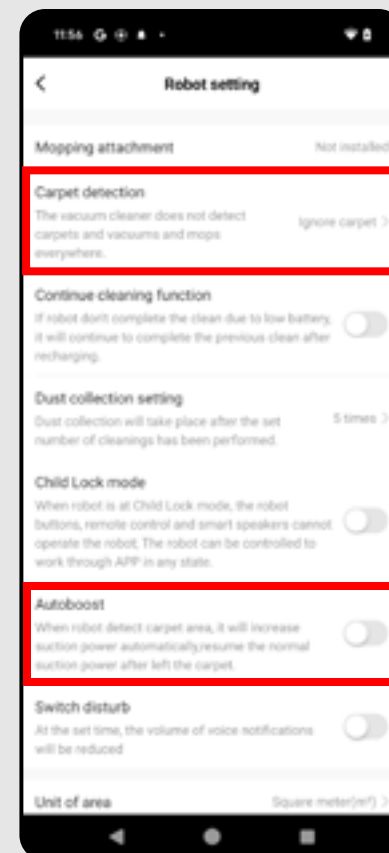 11:56 G
Robot setting
Mopping attachment Not installed
Carpet detection
The vacuum cleaner does not detect
carpets and vacuums and mops
everywhere.
Ignore carpet >
Continue cleaning function
If robot don't complete the clean due to low battery,
it will continue to complete the previous clean after
recharging.
Dust collection setting
Dust collection will take place after the set
number of cleanings has been performed.
5 times >
Child Lock mode
When robot is at Child Lock mode, the robot
buttons, remote control and smart speakers cannot
operate the robot; The robot can be controlled to
work through APP in any state.
Autoboost
When robot detect carpet area, it will increase
suction power automatically,resume the normal
suction power after left the carpet.
Switch disturb
At the set time, the volume of voice notifications
will be reduced
Unit of area Square meter(m²) >